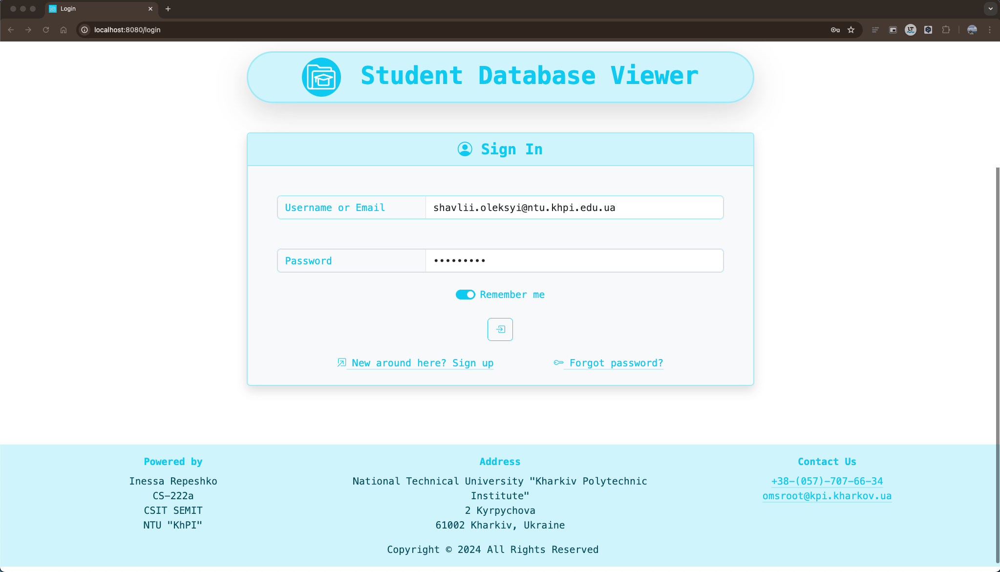 Login
localhost:8080/login
LT
Student Database Viewer
Sign In
Username or Email
shavlii.oleksyi@ntu.khpi.edu.ua
Password
•••••••••
Remember me
New around here? Sign up
Forgot password?
Powered by
Inessa Repeshko
CS-222a
CSIT SEMIT
NTU "KhPI"
Address
National Technical University "Kharkiv Polytechnic
Institute"
2 Kyrpychova
61002 Kharkiv, Ukraine
Contact Us
+38-(057)-707-66-34
omsroot@kpi.kharkov.ua
Copyright © 2024 All Rights Reserved